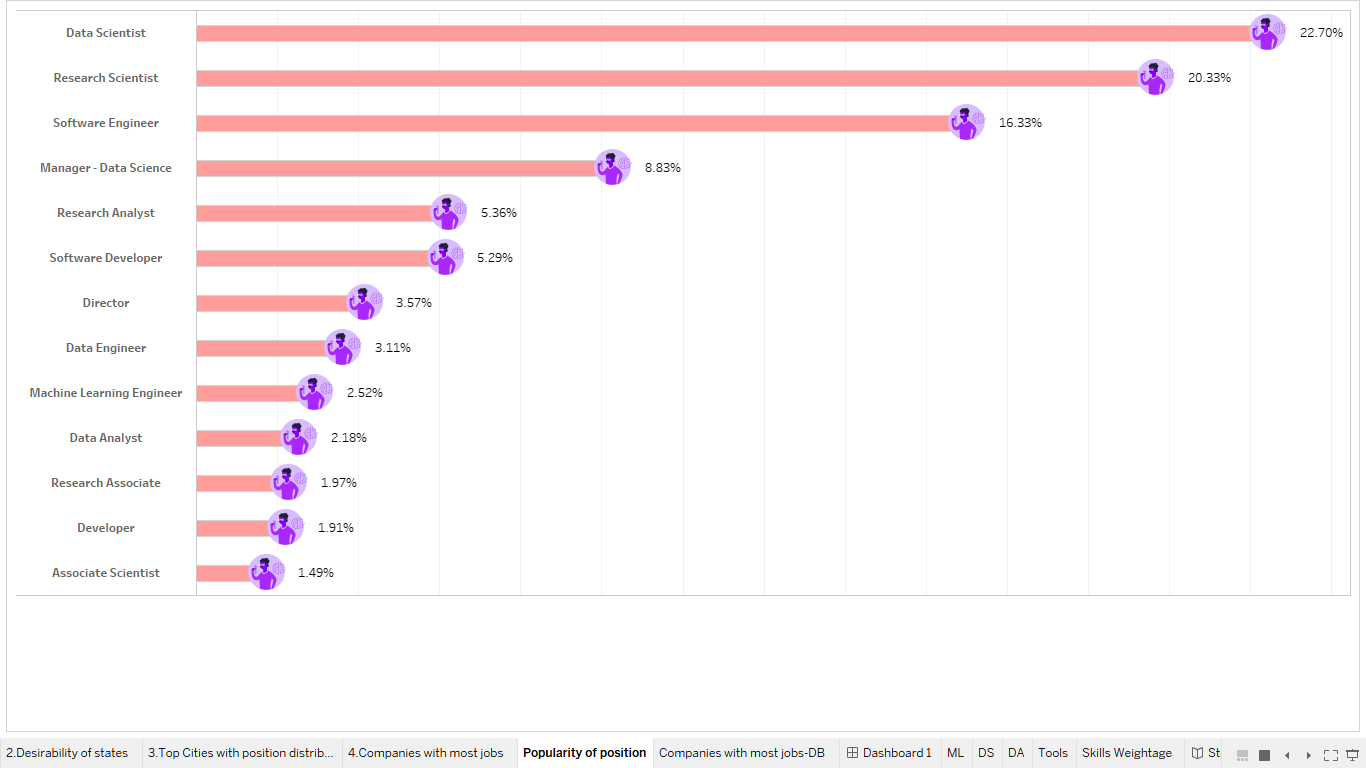 Data Scientist 22.70%
Research Scientist 20.33%
Software Engineer 16.33%
Manager - Data Science 8.83%
Research Analyst 5.36%
Software Developer 5.29%
Director 3.57%
Data Engineer 3.11%
Machine Learning Engineer 2.52%
Data Analyst 2.18%
Research Associate 1.97%
Developer 1.91%
Associate Scientist 1.49%
2.Desirability of states 3.Top Cities with position distrib... 4.Companies with most jobs Popularity of position Companies with most jobs-DB Dashboard 1 ML DS DA Tools Skills Weightage St